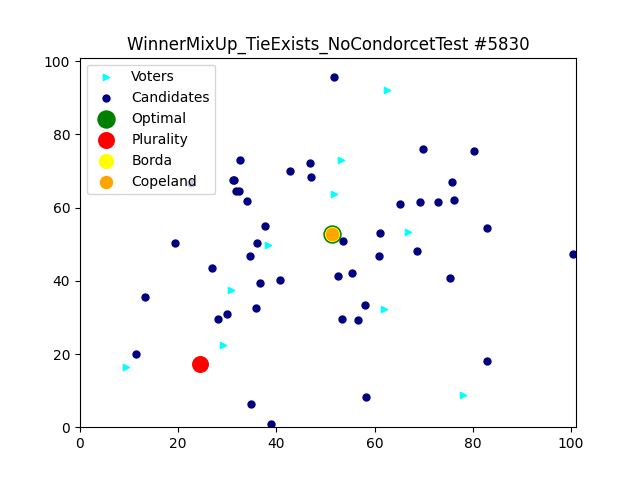 WinnerMixUp_TieExists_NoCondorcetTest #5830
100
80
60
40
20
0
Voters
Candidates
Optimal
Plurality
Borda
Copeland
0 20 40 60 80 100